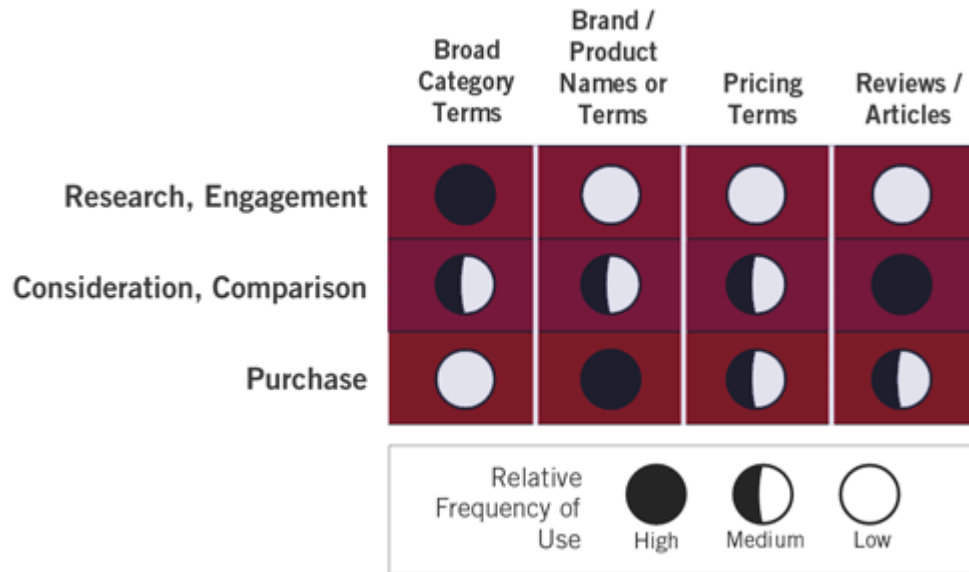 Broad
Category
Terms
Brand /
Product
Names or
Terms
Pricing
Terms
Reviews /
Articles
Research, Engagement
Consideration, Comparison
Purchase
Relative
Frequency of
Use
High
Medium
Low